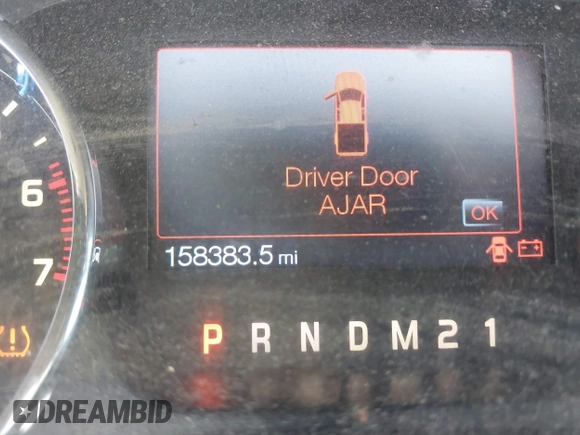 Driver Door
AJAR
OK
6
158383.5 mi
7
P R N D M 2 1
DREAMBID